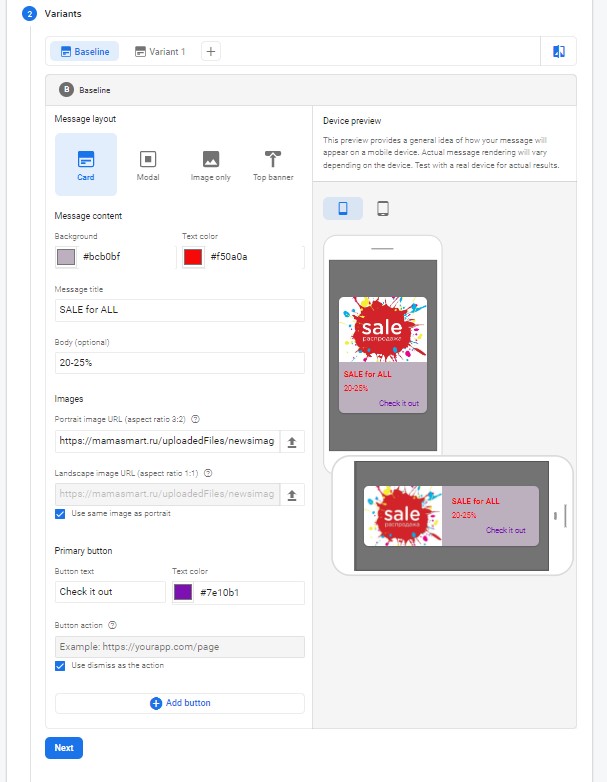 2 Variants
Baseline Variant 1 +
B Baseline
Message layout
Card Modal Image only Top banner
Message content
Background Text color
#bcb0bf #f50a0a
Message title
SALE for ALL
Body (optional)
20-25%
Images
Portrait image URL (aspect ratio 3:2) ?
https://mamasmart.ru/uploadedFiles/newsimag
Landscape image URL (aspect ratio 1:1) ?
https://mamasmart.ru/uploadedFiles/newsimag
Use same image as portrait
Primary button
Button text Text color
Check it out #7e10b1
Button action ?
Example: https://yourapp.com/page
Use dismiss as the action
+ Add button
Next
Device preview
This preview provides a general idea of how your message will
appear on a mobile device. Actual message rendering will vary
depending on the device. Test with a real device for actual results.
sale
распродажа
SALE for ALL
20-25%
Check it out
sale
распродажа
SALE for ALL
20-25%
Check it out